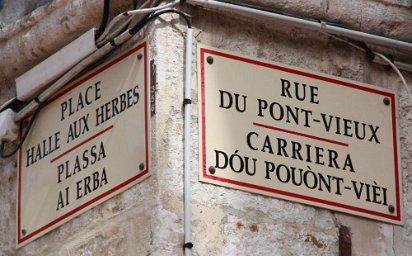 PLACE
HALLE AUX HERBES
PLASSA
AI ERBA
RUE
DU PONT-VIEUX
CARRIERA
DÓU POUÒNT-VIÈI